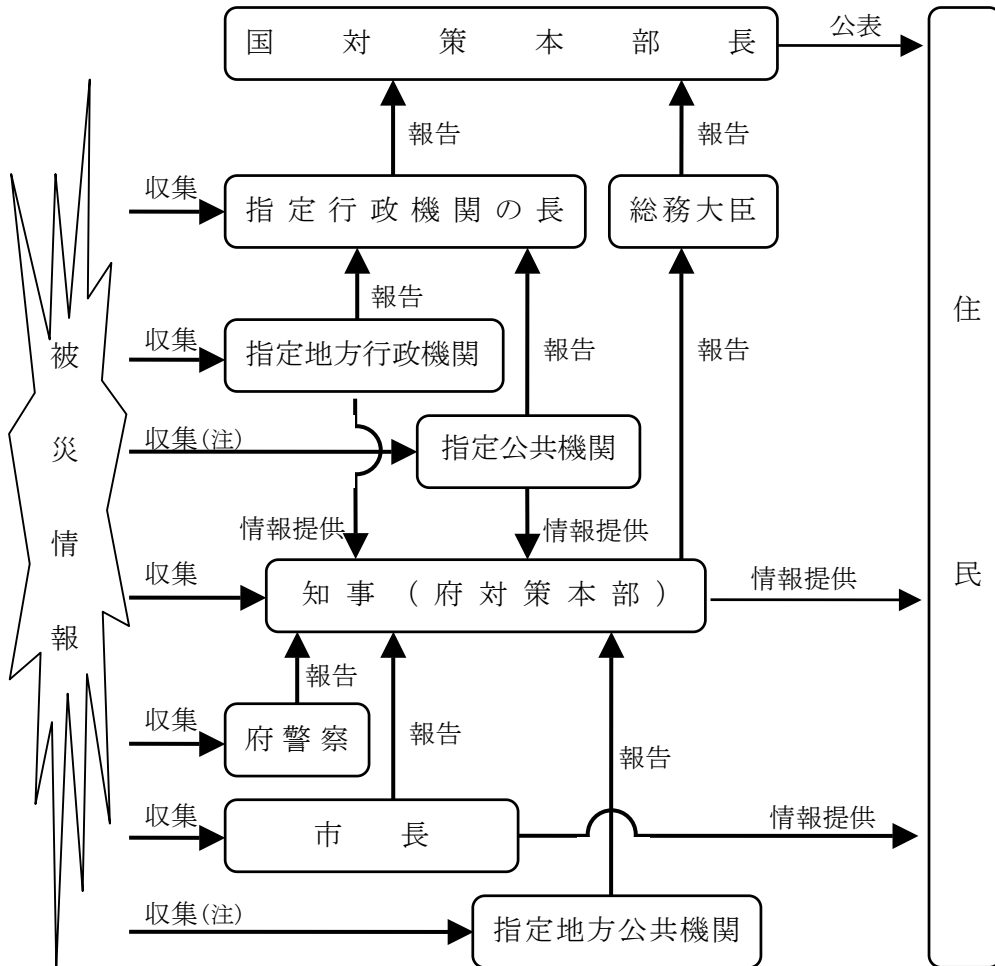 国対策本部長
公表
報告
報告
収集
指定行政機関の長
総務大臣
報告
収集
指定地方行政機関
報告
報告
収集(注)
指定公共機関
情報提供
情報提供
収集
知事(府対策本部)
情報提供
報告
収集
府警察
報告
報告
収集
市長
情報提供
収集(注)
指定地方公共機関
被災情報
住民